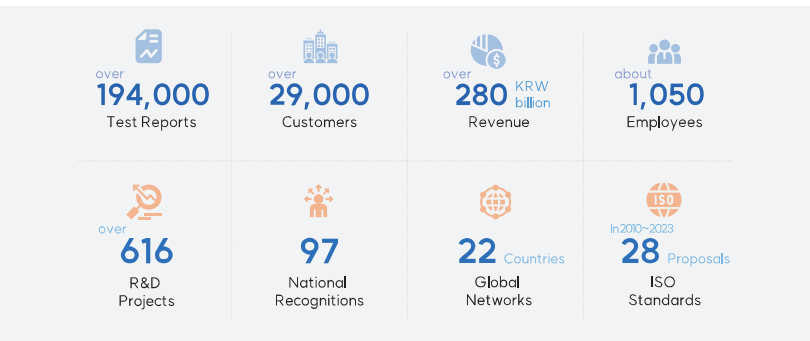 over
194,000
Test Reports
over
29,000
Customers
over
280 KRW
billion
Revenue
about
1,050
Employees
over
616
R&D
Projects
97
National
Recognitions
22 Countries
Global
Networks
ISO
In2010~2023
28 Proposals
ISO
Standards